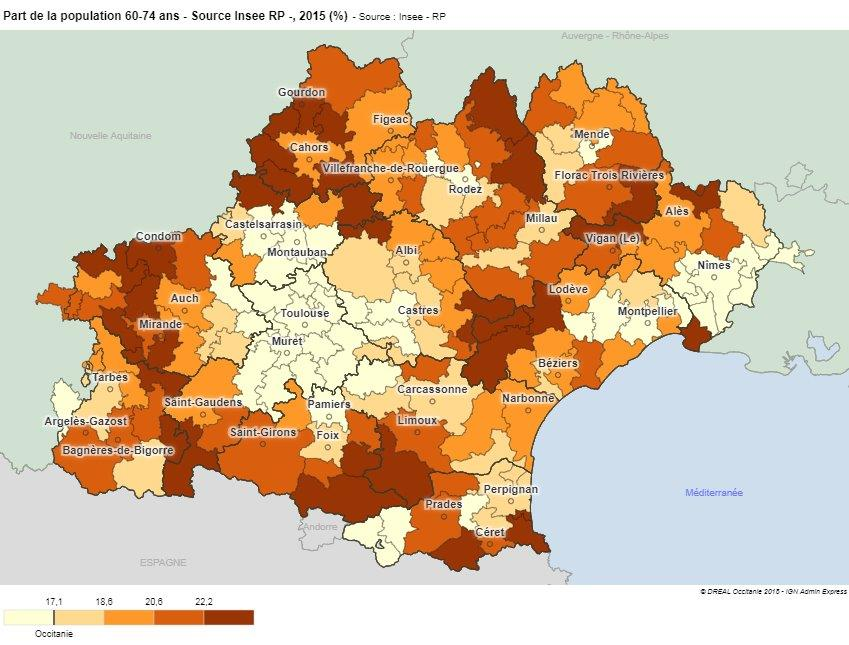 Part de la population 60-74 ans - Source Insee RP -, 2015 (%) - Source : Insee - RP
Auvergne - Rhône-Alpes
Gourdon
Figeac
Nouvelle Aquitaine
Mende
Cahors
Villefranche-de-Rouergue
Florac Trois Rivières
Rodez
Alès
Castelsarrasin
Millau
Condom
Vigan (Le)
Montauban
Albi
Nîmes
Lodève
Auch
Toulouse
Castres
Montpellier
Mirande
Muret
Béziers
Tarbes
Carcassonne
Narbonne
Saint-Gaudens
Pamiers
Argelès-Gazost
Limoux
Saint-Girons
Foix
Bagnères-de-Bigorre
Perpignan
Méditerranée
Prades
Andorre
Céret
ESPAGNE
© DREAL Occitanie 2018 - IGN Admin Express
17,1 18,6 20,6 22,2
Occitanie